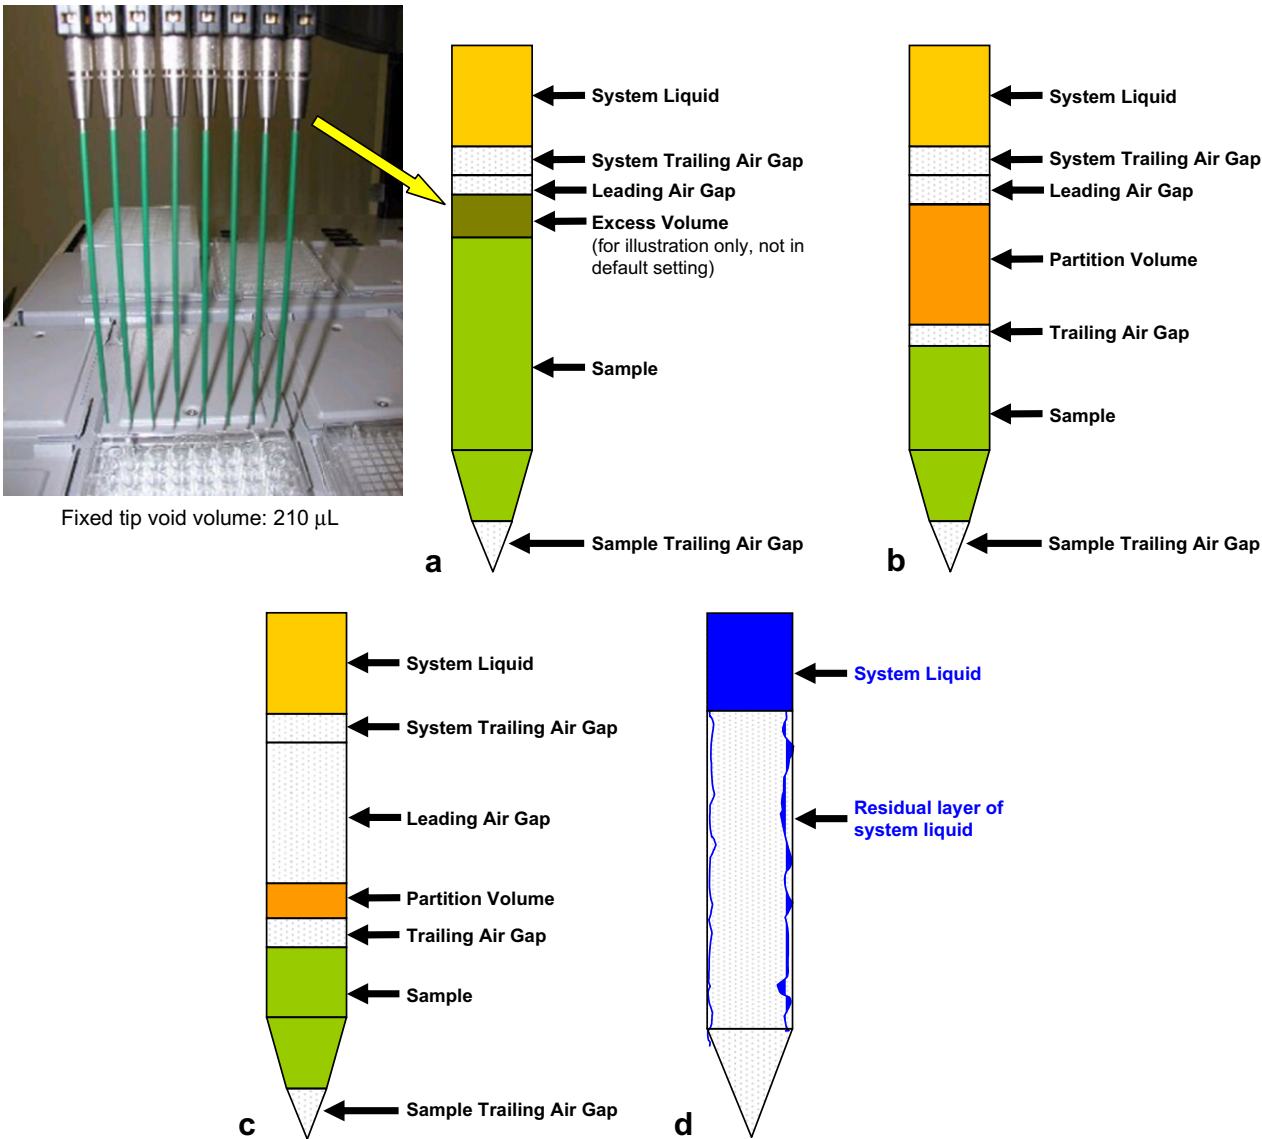 Fixed tip void volume: 210 µL
System Liquid
System Trailing Air Gap
Leading Air Gap
Excess Volume
(for illustration only, not in
default setting)
Sample
Sample Trailing Air Gap
a
System Liquid
System Trailing Air Gap
Leading Air Gap
Partition Volume
Trailing Air Gap
Sample
Sample Trailing Air Gap
b
System Liquid
System Trailing Air Gap
Leading Air Gap
Partition Volume
Trailing Air Gap
Sample
Sample Trailing Air Gap
c
System Liquid
Residual layer of
system liquid
d